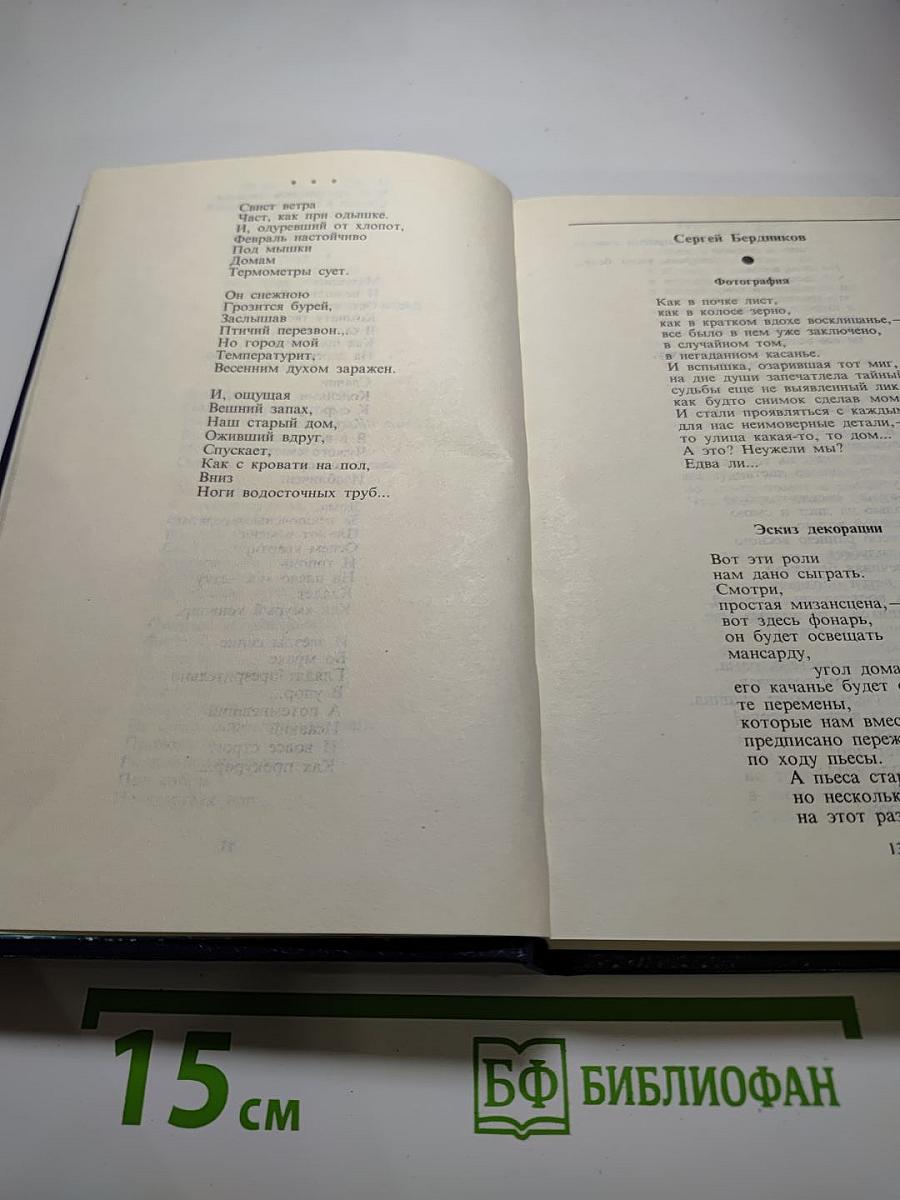 * * *
Свист ветра
Част, как при одышке.
И, одуревший от хлопот,
Февраль настойчиво
Под мышки
Домам
Термометры сует.
Он снежною
Грозится бурей,
Заслышав
Птичий перезвон...
Но город мой
Температурит,
Весенним духом заражен.
И, ощущая
Вешний запах,
Наш старый дом,
Оживший вдруг,
Спускает,
Как с кровати на пол,
Вниз
Ноги водосточных труб...
Сергей Бердников
Фотография
Как в почке лист,
как в колосе зерно,
как в кратком вдохе восклицанье,—
все было в нем уже заключено,
в случайном том,
в негаданном касанье.
И вспышка, озарившая тот миг,
на дне души запечатлела тайный
судьбы еще не выявленный лик,
как будто снимок сделав
И стали проявляться с
для нас неимоверные детали,—
то улица какая-то, то дом...
А это? Неужели мы?
Едва ли...
Эскиз декорации
Вот эти роли
нам дано сыграть.
Смотри,
простая мизансцена,—
вот здесь фонарь,
он будет освещать
мансарду,
угол дома
его качанье будет
те перемены,
которые нам
предписано
по ходу пьесы.
А пьеса
но
на этот
15 см
БФ БИБЛИОФАН